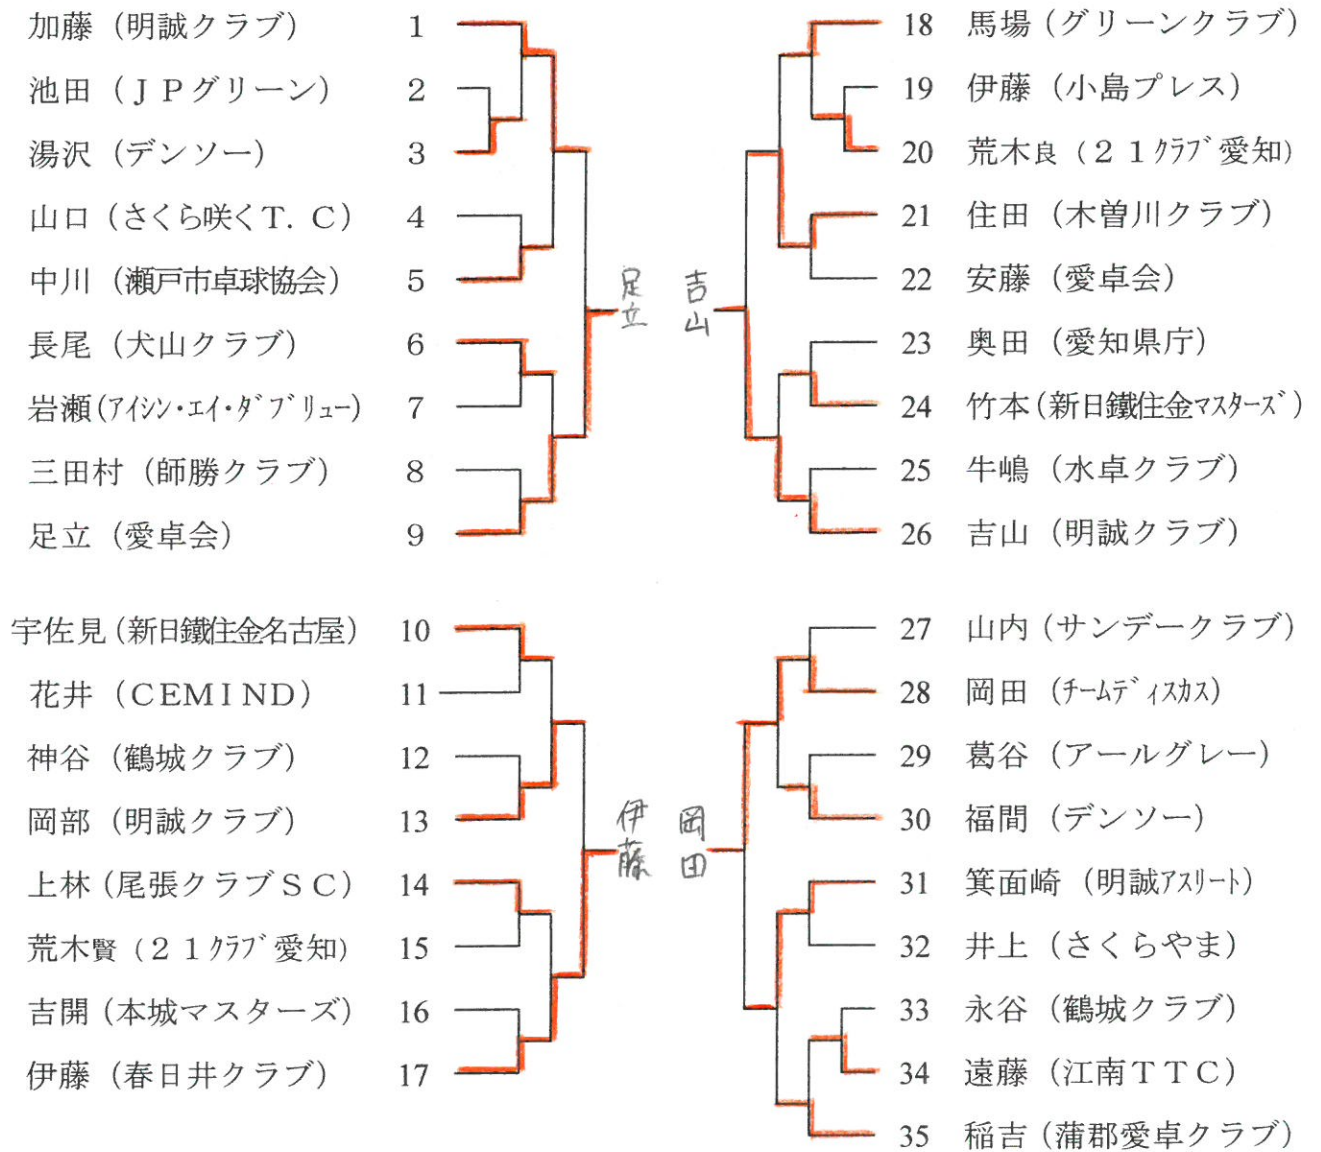 加藤（明誠クラブ） 1
池田（ＪＰグリーン） 2
湯沢（デンソー） 3
山口（さくら咲くＴ．Ｃ） 4
中川（瀬戸市卓球協会） 5
長尾（犬山クラブ） 6
岩瀬(ｱｲｼﾝ・ｴｲ・ﾀﾞﾌﾞﾘｭｰ) 7
三田村（師勝クラブ） 8
足立（愛卓会） 9
足立
宇佐見（新日鐵住金名古屋） 10
花井（ＣＥＭＩＮＤ） 11
神谷（鶴城クラブ） 12
岡部（明誠クラブ） 13
上林（尾張クラブＳＣ） 14
荒木賢（２１ｸﾗﾌﾞ愛知） 15
吉開（本城マスターズ） 16
伊藤（春日井クラブ） 17
伊藤
18 馬場（グリーンクラブ）
19 伊藤（小島プレス）
20 荒木良（２１ｸﾗﾌﾞ愛知）
21 住田（木曽川クラブ）
22 安藤（愛卓会）
23 奥田（愛知県庁）
24 竹本（新日鐵住金ﾏｽﾀｰｽﾞ）
25 牛嶋（水卓クラブ）
26 吉山（明誠クラブ）
吉山
27 山内（サンデークラブ）
28 岡田（ﾁｰﾑﾃﾞｨｽｶｽ）
29 葛谷（アールグレー）
30 福間（デンソー）
31 箕面崎（明誠ｱｽﾘｰﾄ）
32 井上（さくらやま）
33 永谷（鶴城クラブ）
34 遠藤（江南ＴＴＣ）
35 稲吉（蒲郡愛卓クラブ）
岡田